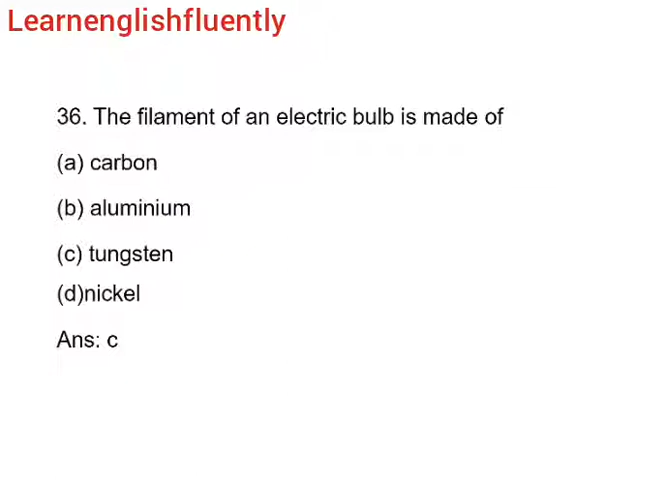 Learnenglishfluently
36. The filament of an electric bulb is made of
(a) carbon
(b) aluminium
(c) tungsten
(d)nickel
Ans: c